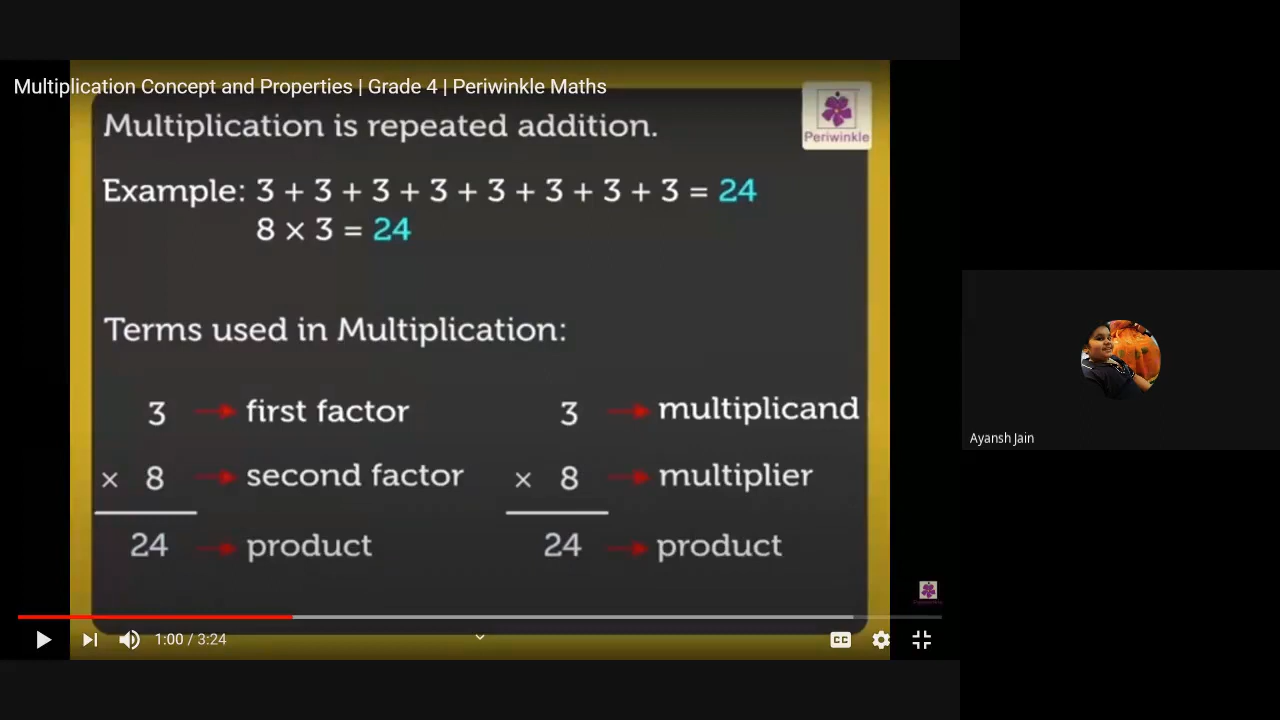 Multiplication Concept and Properties | Grade 4 | Periwinkle Maths
Multiplication is repeated addition.
Periwinkle
Example: 3 + 3 + 3 + 3 + 3 + 3 + 3 + 3 = 24
8 × 3 = 24
Terms used in Multiplication:
3 first factor 3 multiplicand
× 8 second factor × 8 multiplier
24 product 24 product
1:00 / 3:24
CC
Ayansh Jain